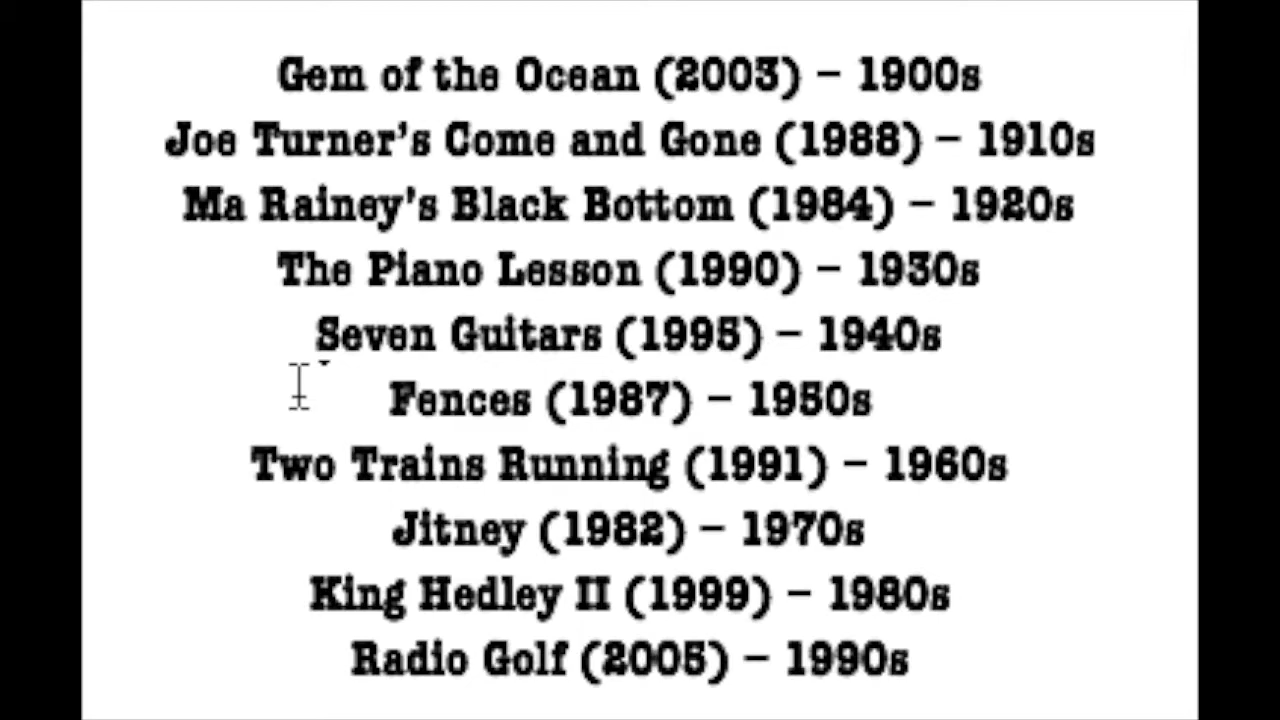 Gem of the Ocean (2003) – 1900s
Joe Turner's Come and Gone (1988) – 1910s
Ma Rainey's Black Bottom (1984) – 1920s
The Piano Lesson (1990) – 1930s
Seven Guitars (1995) – 1940s
Fences (1987) – 1950s
Two Trains Running (1991) – 1960s
Jitney (1982) – 1970s
King Hedley II (1999) – 1980s
Radio Golf (2005) – 1990s